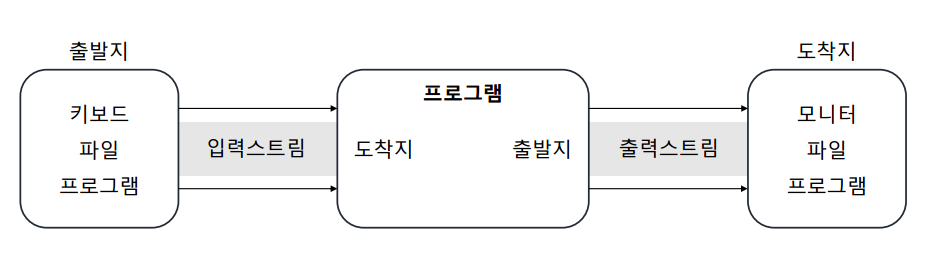 출발지
키보드
파일
프로그램
입력스트림
프로그램
도착지
출발지
출력스트림
도착지
모니터
파일
프로그램